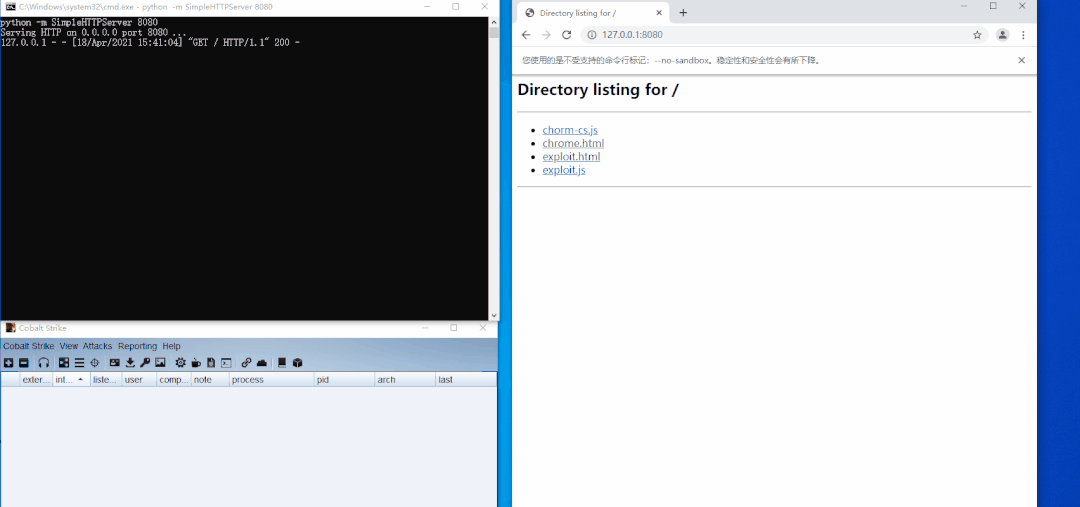 C:\Windows\system32\cmd.exe - python -m SimpleHTTPServer 8080
python -m SimpleHTTPServer 8080
Serving HTTP on 0.0.0.0 port 8080 ...
127.0.0.1 - - [18/Apr/2021 15:41:04] "GET / HTTP/1.1" 200 -
Cobalt Strike
Cobalt Strike View Attacks Reporting Help
exter... int... liste... user comp... note process pid arch last
Directory listing for /
127.0.0.1:8080
您使用的是不受支持的命令行标记：--no-sandbox。稳定性和安全性会有所下降。
Directory listing for /
chorm-cs.js
chrome.html
exploit.html
exploit.js